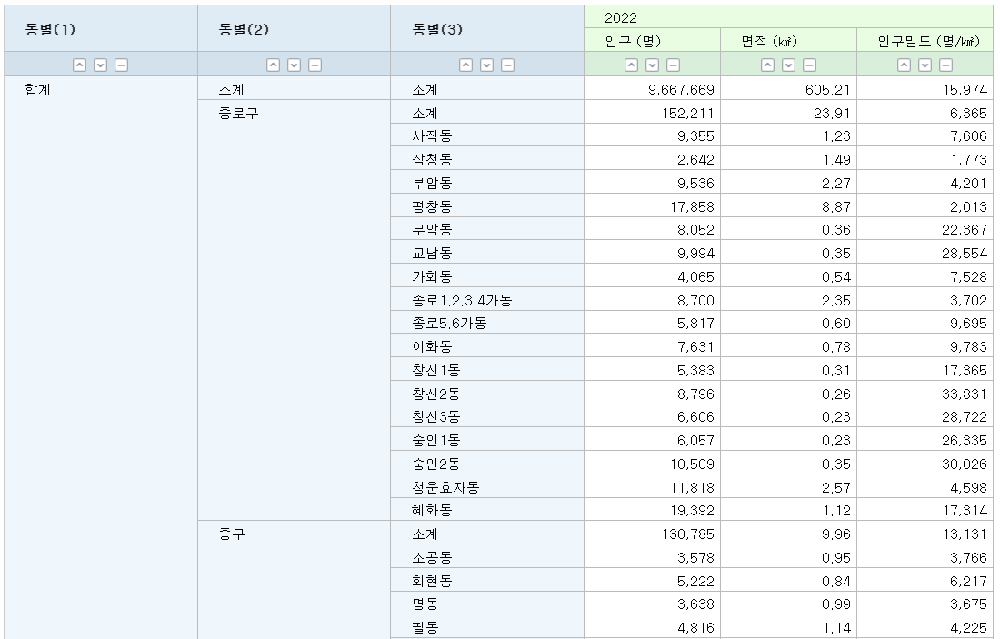 동별(1) 동별(2) 동별(3) 2022
인구 (명) 면적 (㎢) 인구밀도 (명/㎢)
합계 소계 소계 9,667,669 605.21 15,974
종로구 소계 152,211 23.91 6,365
사직동 9,355 1.23 7,606
삼청동 2,642 1.49 1,773
부암동 9,536 2.27 4,201
평창동 17,858 8.87 2,013
무악동 8,052 0.36 22,367
교남동 9,994 0.35 28,554
가회동 4,065 0.54 7,528
종로1.2.3.4가동 8,700 2.35 3,702
종로5.6가동 5,817 0.60 9,695
이화동 7,631 0.78 9,783
창신1동 5,383 0.31 17,365
창신2동 8,796 0.26 33,831
창신3동 6,606 0.23 28,722
숭인1동 6,057 0.23 26,335
숭인2동 10,509 0.35 30,026
청운효자동 11,818 2.57 4,598
혜화동 19,392 1.12 17,314
중구 소계 130,785 9.96 13,131
소공동 3,578 0.95 3,766
회현동 5,222 0.84 6,217
명동 3,638 0.99 3,675
필동 4,816 1.14 4,225